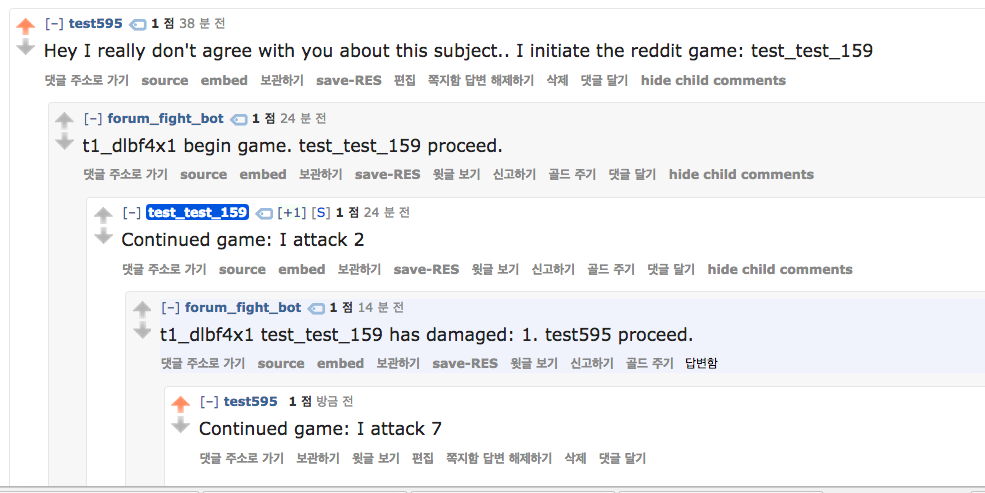 [–] test595 1 점 38 분 전
Hey I really don't agree with you about this subject.. I initiate the reddit game: test_test_159
댓글 주소로 가기 source embed 보관하기 save-RES 편집 쪽지함 답변 해제하기 삭제 댓글 달기 hide child comments
[–] forum_fight_bot 1 점 24 분 전
t1_dlbf4x1 begin game. test_test_159 proceed.
댓글 주소로 가기 source embed 보관하기 save-RES 윗글 보기 신고하기 골드 주기 댓글 달기 hide child comments
[–] test_test_159 [+1] [S] 1 점 24 분 전
Continued game: I attack 2
댓글 주소로 가기 source embed 보관하기 save-RES 윗글 보기 신고하기 골드 주기 댓글 달기 hide child comments
[–] forum_fight_bot 1 점 14 분 전
t1_dlbf4x1 test_test_159 has damaged: 1. test595 proceed.
댓글 주소로 가기 source embed 보관하기 save-RES 윗글 보기 신고하기 골드 주기 답변함
[–] test595 1 점 방금 전
Continued game: I attack 7
댓글 주소로 가기 보관하기 윗글 보기 편집 쪽지함 답변 해제하기 삭제 댓글 달기